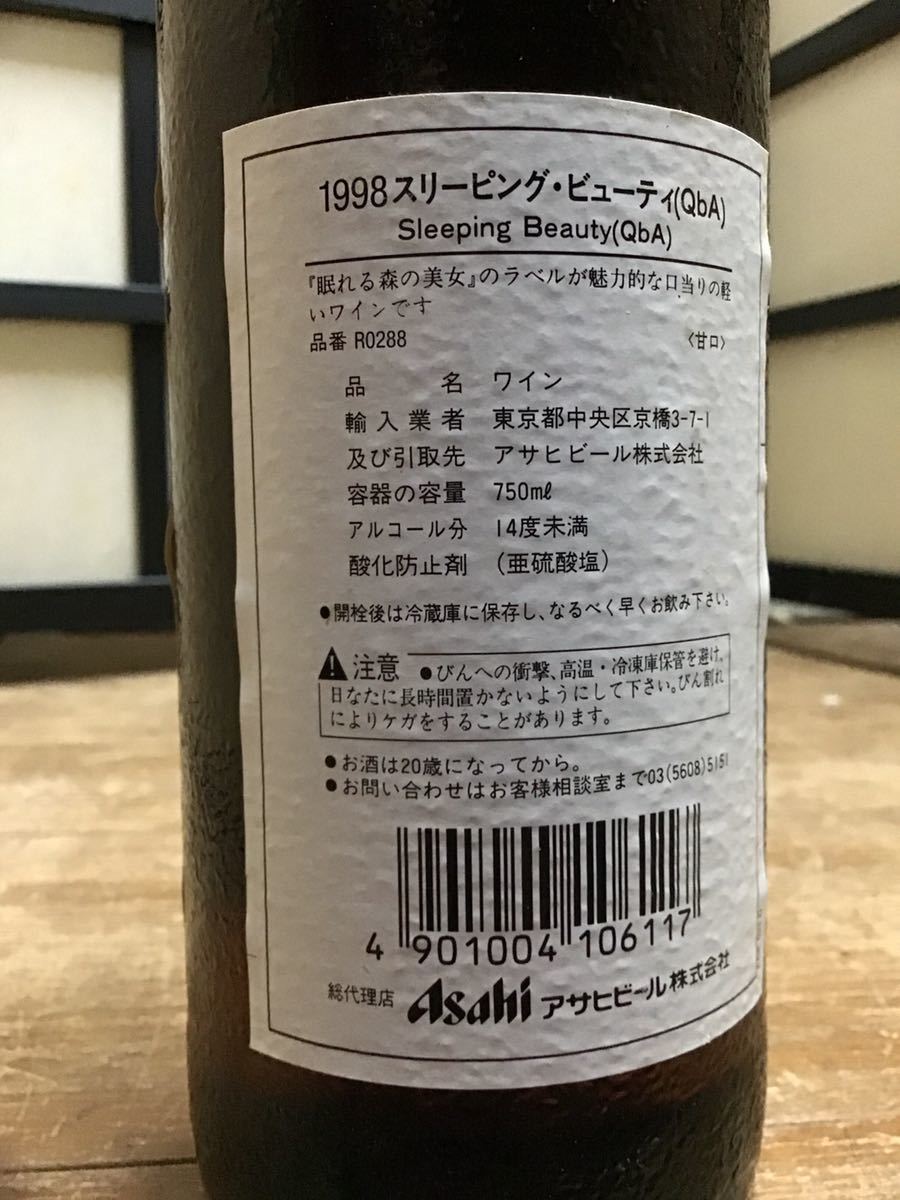 1998スリーピング・ビューティ(QbA)
Sleeping Beauty(QbA)
『眠れる森の美女』のラベルが魅力的な口当りの軽
いワインです
品番 R0288 〈甘口〉
品名 ワイン
輸入業者 東京都中央区京橋3-7-1
及び引取先 アサヒビール株式会社
容器の容量 750mℓ
アルコール分 14度未満
酸化防止剤 (亜硫酸塩)
●開栓後は冷蔵庫に保存し、なるべく早くお飲み下さい。
⚠注意 ●びんへの衝撃、高温・冷凍庫保管を避け、
日なたに長時間置かないようにして下さい。びん割れ
によりケガをすることがあります。
●お酒は20歳になってから。
●お問い合わせはお客様相談室まで03(5608)5151
4 901004 106117
総代理店 Asahi アサヒビール株式会社